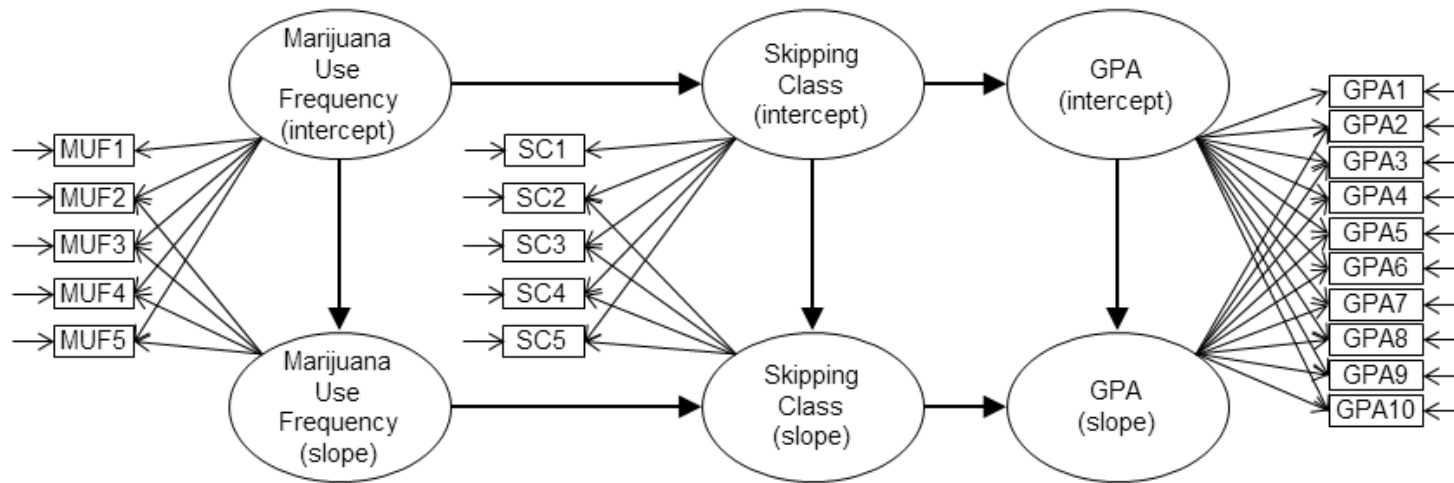 Marijuana
Use
Frequency
(intercept)
Skipping
Class
(intercept)
GPA
(intercept)
MUF1
MUF2
MUF3
MUF4
MUF5
SC1
SC2
SC3
SC4
SC5
GPA1
GPA2
GPA3
GPA4
GPA5
GPA6
GPA7
GPA8
GPA9
GPA10
Marijuana
Use
Frequency
(slope)
Skipping
Class
(slope)
GPA
(slope)